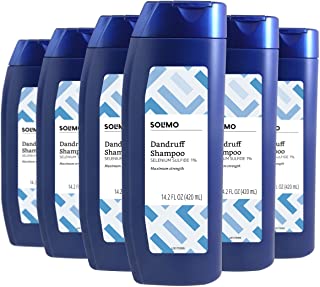 SOLIMO
Dandruff
Shampoo
SELENIUM SULFIDE 1%
Maximum strength
14.2 FL OZ (420 mL)